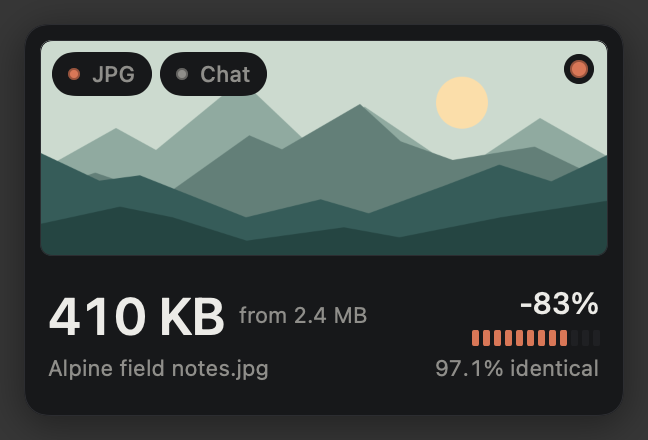 JPG
Chat
410 KB from 2.4 MB
-83%
Alpine field notes.jpg
97.1% identical